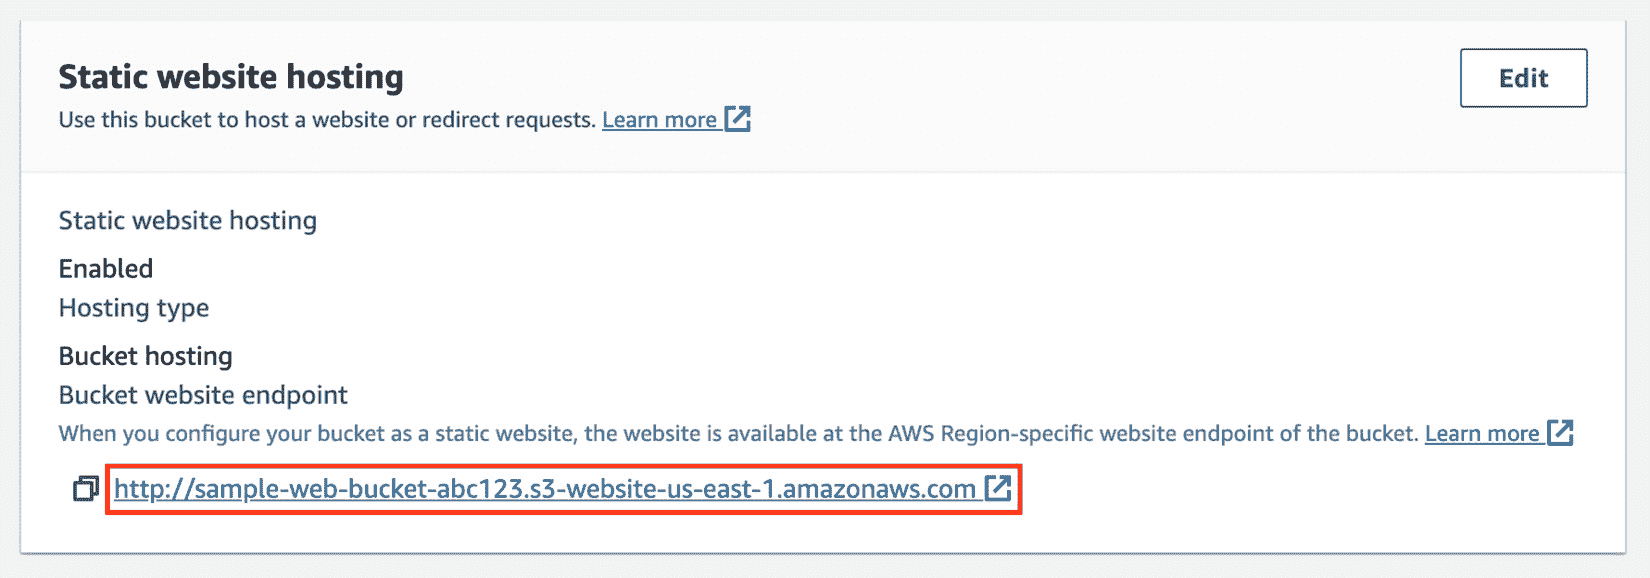 Static website hosting
Edit
Use this bucket to host a website or redirect requests. Learn more
Static website hosting
Enabled
Hosting type
Bucket hosting
Bucket website endpoint
When you configure your bucket as a static website, the website is available at the AWS Region-specific website endpoint of the bucket. Learn more
http://sample-web-bucket-abc123.s3-website-us-east-1.amazonaws.com